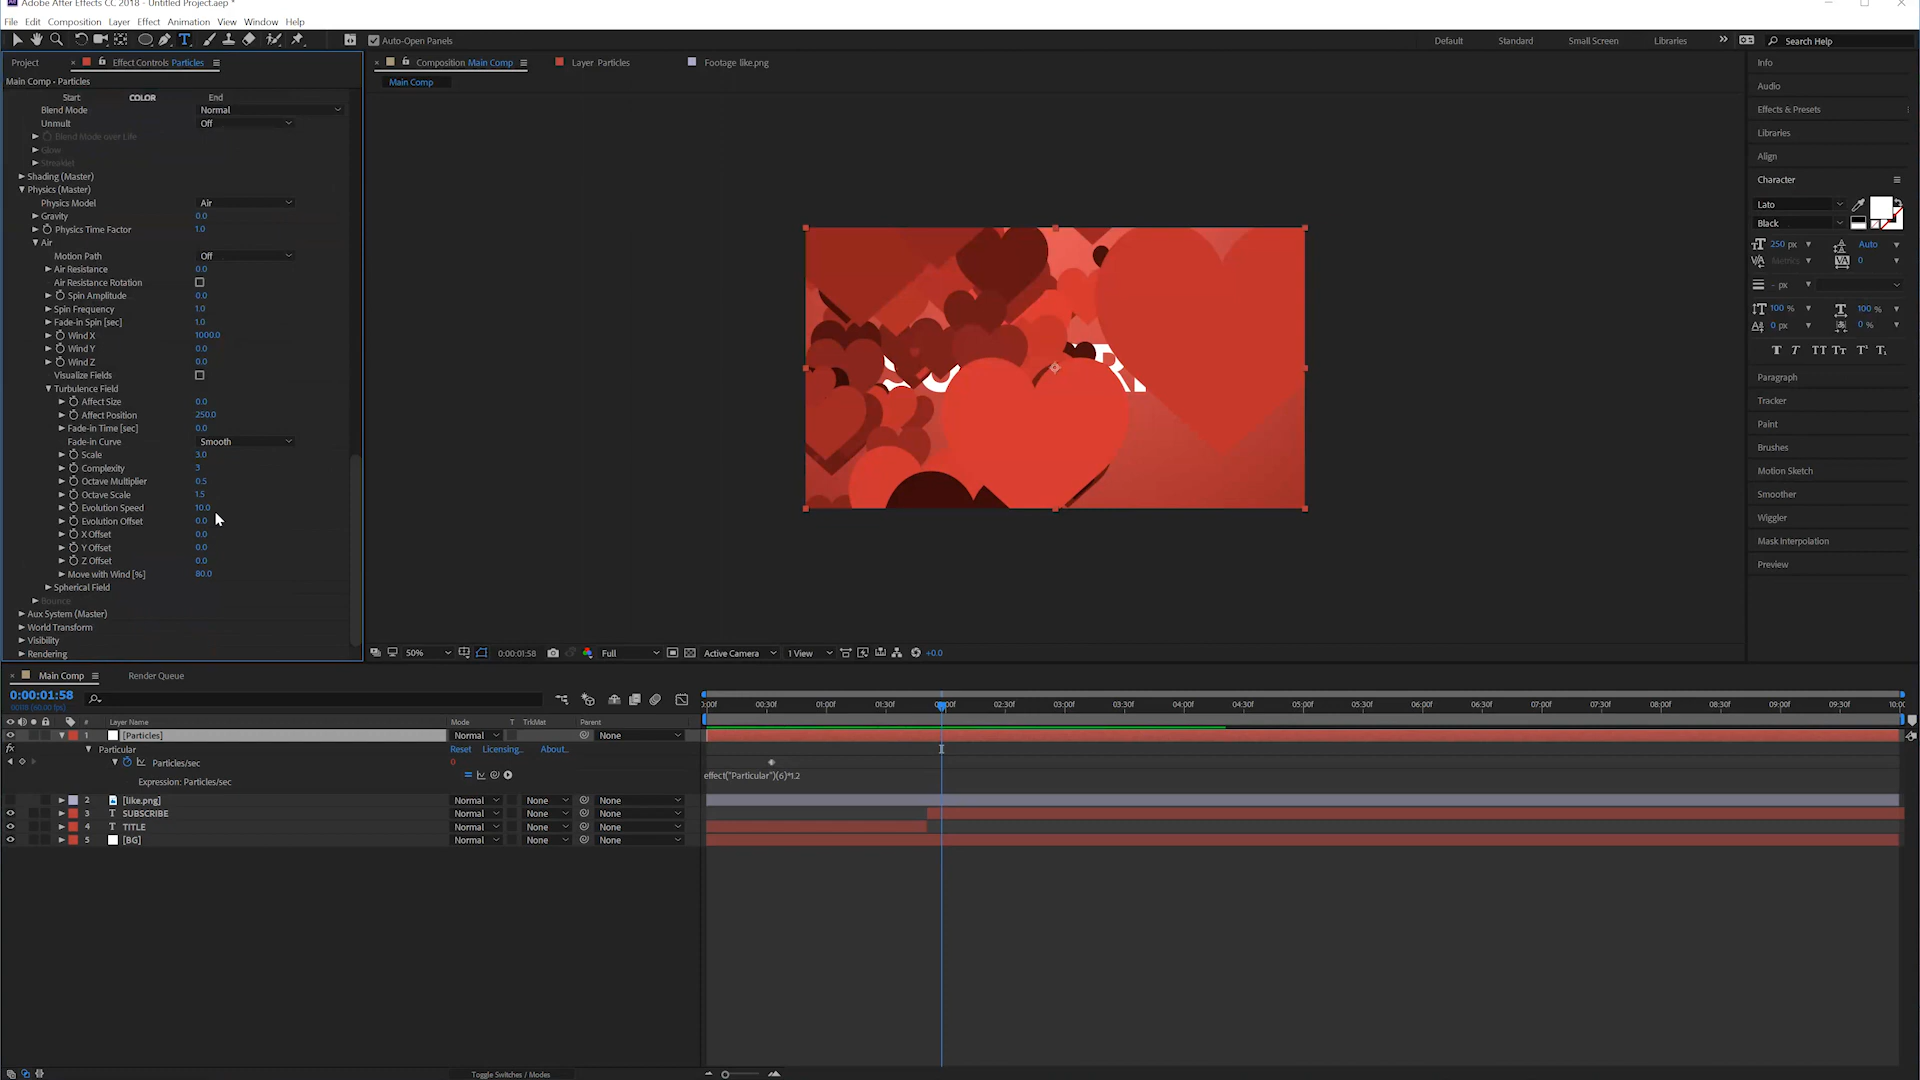 Adobe After Effects CC 2018 - Untitled Project.aep *
File Edit Composition Layer Effect Animation View Window Help
Auto-Open Panels
Default Standard Small Screen Libraries Search Help
Project Effect Controls Particles
Composition Main Comp Layer Particles Footage like.png
Main Comp • Particles
Main Comp
Start COLOR End
Blend Mode Normal
Unmult Off
Blend Mode over Life
Glow
Streaklet
Shading (Master)
Physics (Master)
Physics Model Air
Gravity 0.0
Physics Time Factor 1.0
Air
Motion Path Off
Air Resistance 0.0
Air Resistance Rotation
Spin Amplitude 0.0
Spin Frequency 1.0
Fade-in Spin [sec] 1.0
Wind X 1000.0
Wind Y 0.0
Wind Z 0.0
Visualize Fields
Turbulence Field
Affect Size 0.0
Affect Position 250.0
Fade-in Time [sec] 0.0
Fade-in Curve Smooth
Scale 3.0
Complexity 3
Octave Multiplier 0.5
Octave Scale 1.5
Evolution Speed 10.0
Evolution Offset 0.0
X Offset 0.0
Y Offset 0.0
Z Offset 0.0
Move with Wind [%] 80.0
Spherical Field
Bounce
Aux System (Master)
World Transform
Visibility
Rendering
50% 0:00:01:58 Full Active Camera 1 View +0.0
Info
Audio
Effects & Presets
Libraries
Align
Character
Lato
Black
250 px Auto
Metrics 0
- px
100 % 100 %
0 px 0 %
Paragraph
Tracker
Paint
Brushes
Motion Sketch
Smoother
Wiggler
Mask Interpolation
Preview
Main Comp Render Queue
0:00:01:58
# Layer Name Mode T TrkMat Parent
00:30f 01:00f 01:30f 02:30f 03:00f 03:30f 04:00f 04:30f 05:00f 05:30f 06:00f 06:30f 07:00f 07:30f 08:00f 08:30f 09:00f 09:30f
1 [Particles] Normal None
Particular Reset Licensing... About...
Particles/sec 0
Expression: Particles/sec
effect("Particular")(6)*1.2
2 [like.png] Normal None None
3 SUBSCRIBE Normal None None
4 TITLE Normal None None
5 [BG] Normal None None
Toggle Switches / Modes